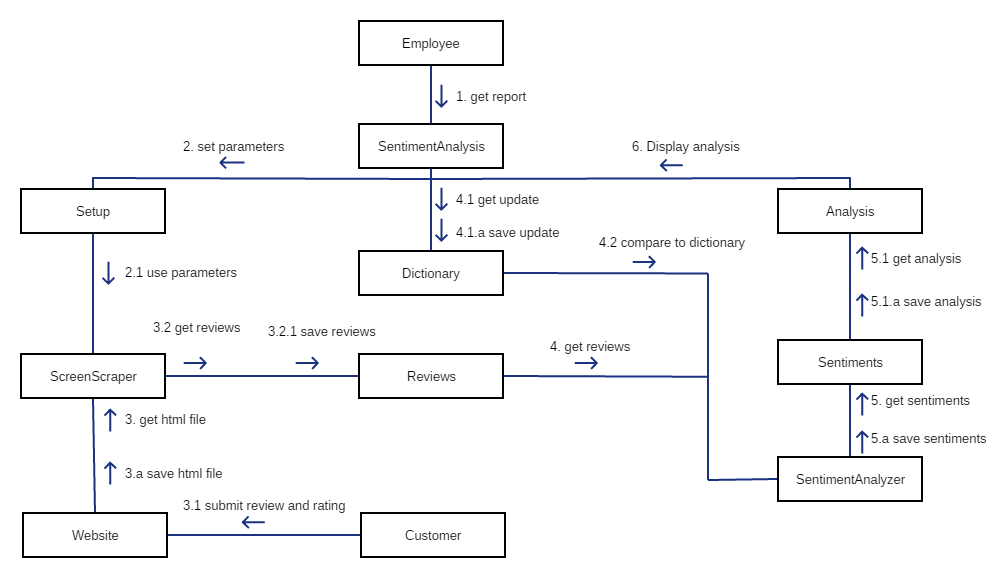 Employee
1. get report
SentimentAnalysis
2. set parameters
6. Display analysis
Setup
4.1 get update
4.1.a save update
Analysis
4.2 compare to dictionary
Dictionary
2.1 use parameters
5.1 get analysis
5.1.a save analysis
3.2 get reviews
3.2.1 save reviews
4. get reviews
ScreenScraper
Reviews
Sentiments
5. get sentiments
3. get html file
5.a save sentiments
3.a save html file
SentimentAnalyzer
3.1 submit review and rating
Website
Customer